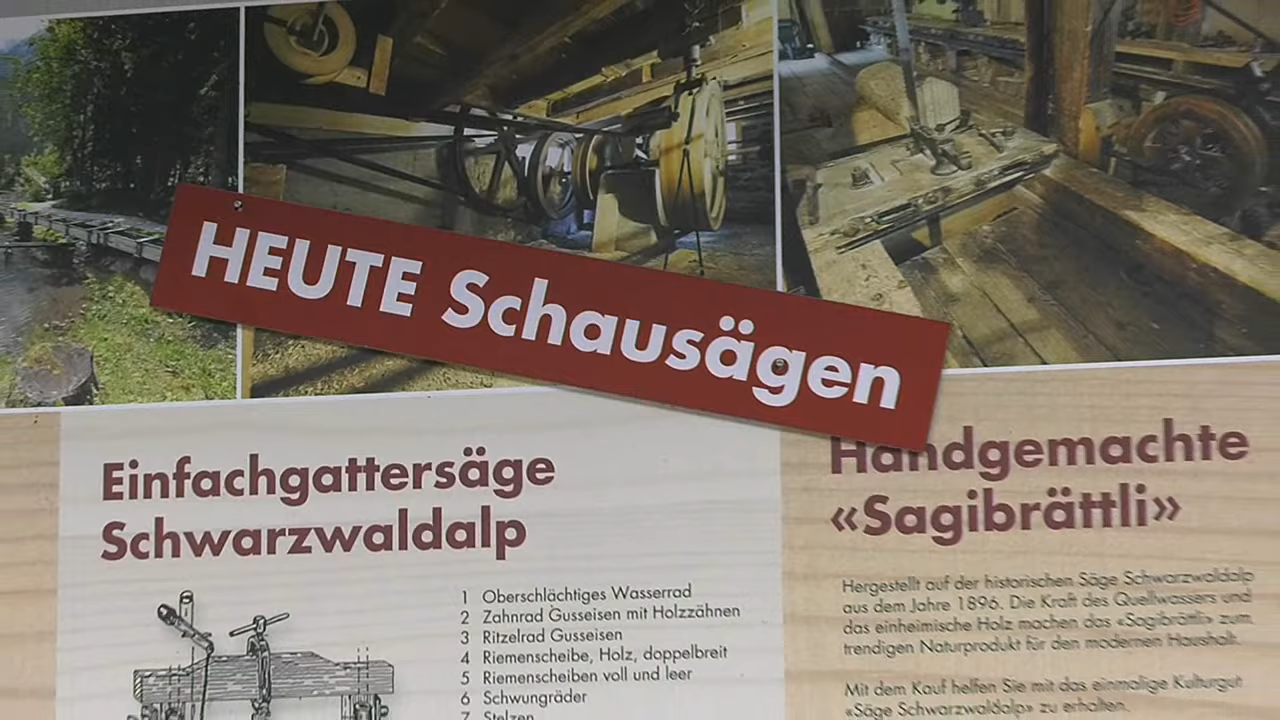 HEUTE Schausägen
Einfachgattersäge
Schwarzwaldalp
1 Oberschlächtiges Wasserrad
2 Zahnrad Gusseisen mit Holzzähnen
3 Ritzelrad Gusseisen
4 Riemenscheibe, Holz, doppelbreit
5 Riemenscheiben voll und leer
6 Schwungräder
7 Stelzen
Handgemachte
«Sagibrättli»
Hergestellt auf der historischen Säge Schwarzwaldalp
aus dem Jahre 1896. Die Kraft des Quellwassers und
das einheimische Holz machen das «Sagibrättli» zum
trendigen Naturprodukt für den modernen Haushalt.
Mit dem Kauf helfen Sie mit das einmalige Kulturgut
«Säge Schwarzwaldalp» zu erhalten.